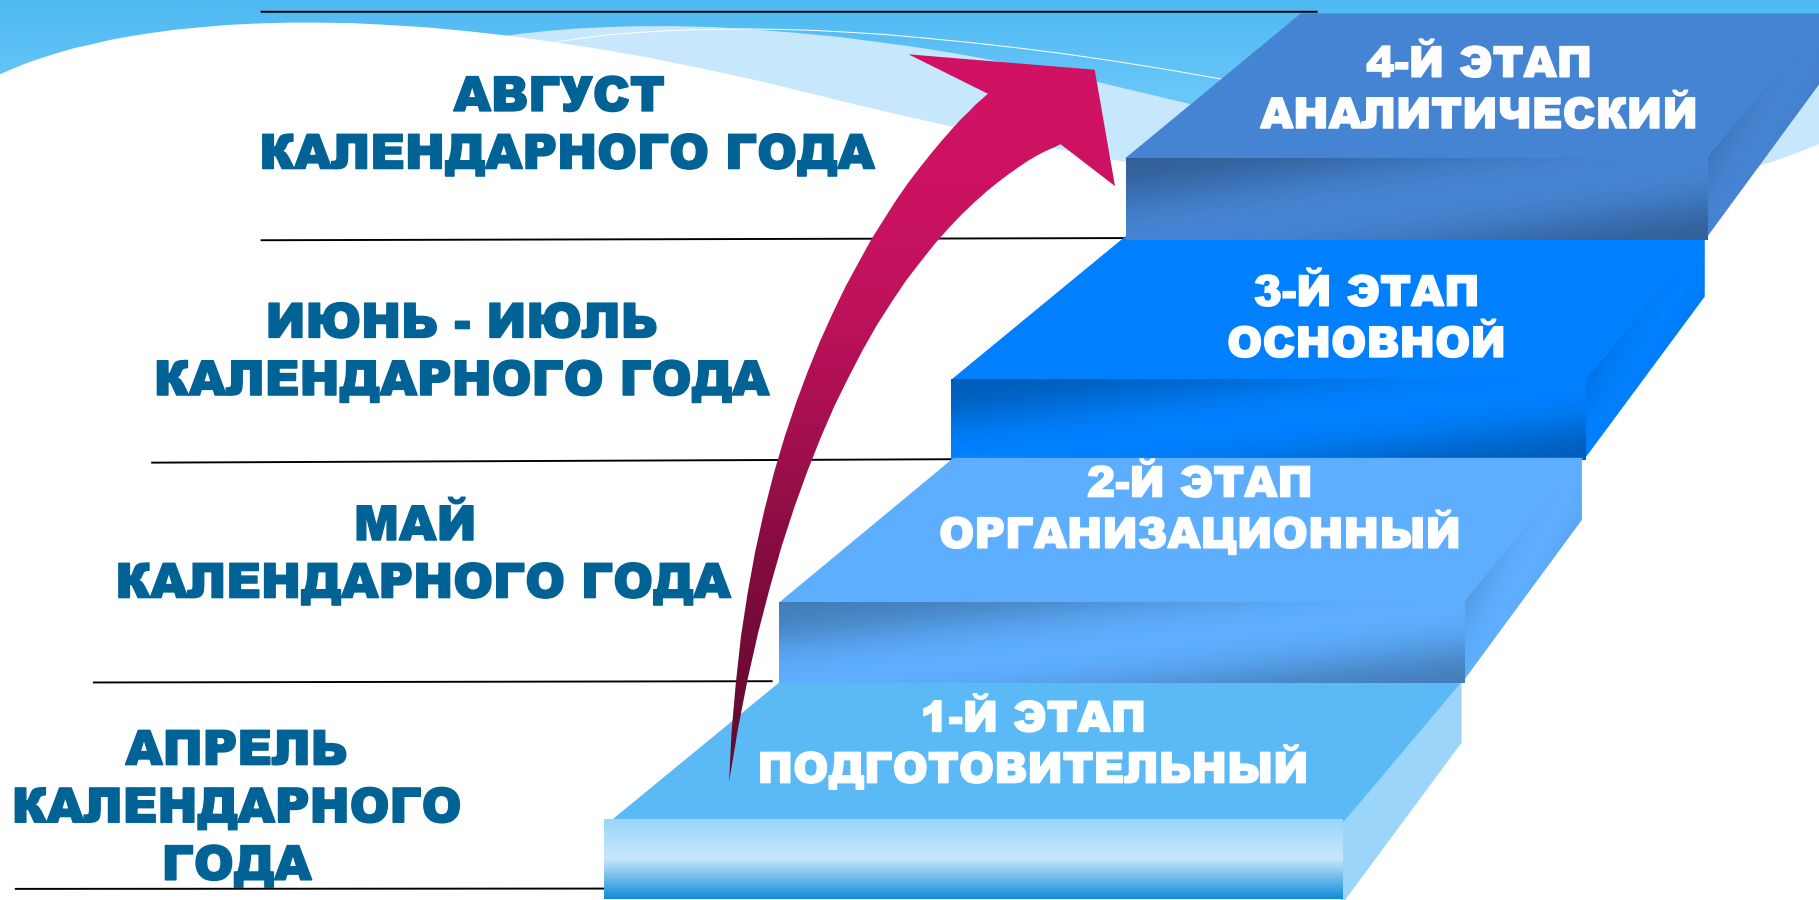 АВГУСТ
КАЛЕНДАРНОГО ГОДА
4-Й ЭТАП
АНАЛИТИЧЕСКИЙ
ИЮНЬ - ИЮЛЬ
КАЛЕНДАРНОГО ГОДА
3-Й ЭТАП
ОСНОВНОЙ
МАЙ
КАЛЕНДАРНОГО ГОДА
2-Й ЭТАП
ОРГАНИЗАЦИОННЫЙ
АПРЕЛЬ
КАЛЕНДАРНОГО
ГОДА
1-Й ЭТАП
ПОДГОТОВИТЕЛЬНЫЙ